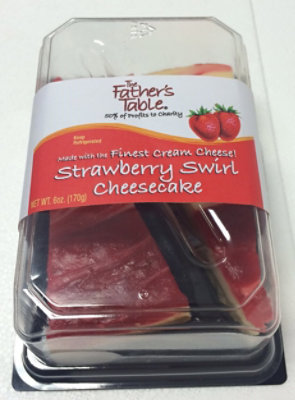 The
Father's
Table®
50% of Profits to Charity
Keep
Refrigerated
Made with the Finest Cream Cheese!
Strawberry Swirl
Cheesecake
NET WT. 6oz. (170g)